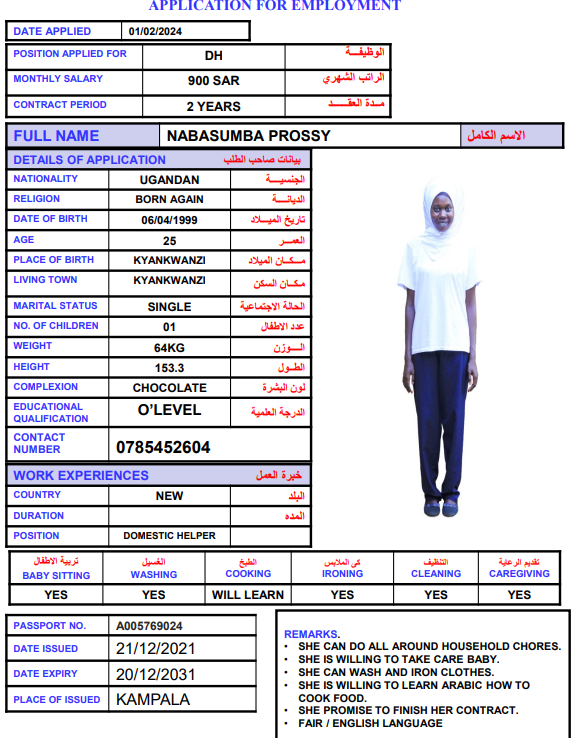 APPLICATION FOR EMPLOYMENT
DATE APPLIED 01/02/2024
POSITION APPLIED FOR DH الوظيفـــة
MONTHLY SALARY 900 SAR الراتب الشهري
CONTRACT PERIOD 2 YEARS مــدة العقـــــد
FULL NAME NABASUMBA PROSSY الاسم الكامل
DETAILS OF APPLICATION بيانات صاحب الطلب
NATIONALITY UGANDAN الجنسيـــة
RELIGION BORN AGAIN الديانـــة
DATE OF BIRTH 06/04/1999 تاريخ الميـــلاد
AGE 25 العمـــر
PLACE OF BIRTH KYANKWANZI مـــكـــان الميلاد
LIVING TOWN KYANKWANZI مكـــان السكن
MARITAL STATUS SINGLE الحالة الاجتماعية
NO. OF CHILDREN 01 عدد الاطفال
WEIGHT 64KG الـــوزن
HEIGHT 153.3 الطـــول
COMPLEXION CHOCOLATE لون البشرة
EDUCATIONAL QUALIFICATION O’LEVEL الدرجة العلمية
CONTACT NUMBER 0785452604
WORK EXPERIENCES خبرة العمل
COUNTRY NEW البلد
DURATION المده
POSITION DOMESTIC HELPER
تربية الاطفال الغسيل الطبخ كى الملابس التنظيف تقديم الرعاية
BABY SITTING WASHING COOKING IRONING CLEANING CAREGIVING
YES YES WILL LEARN YES YES YES
PASSPORT NO. A005769024
DATE ISSUED 21/12/2021
DATE EXPIRY 20/12/2031
PLACE OF ISSUED KAMPALA
REMARKS.
• SHE CAN DO ALL AROUND HOUSEHOLD CHORES.
• SHE IS WILLING TO TAKE CARE BABY.
• SHE CAN WASH AND IRON CLOTHES.
• SHE IS WILLING TO LEARN ARABIC HOW TO
COOK FOOD.
• SHE PROMISE TO FINISH HER CONTRACT.
• FAIR / ENGLISH LANGUAGE